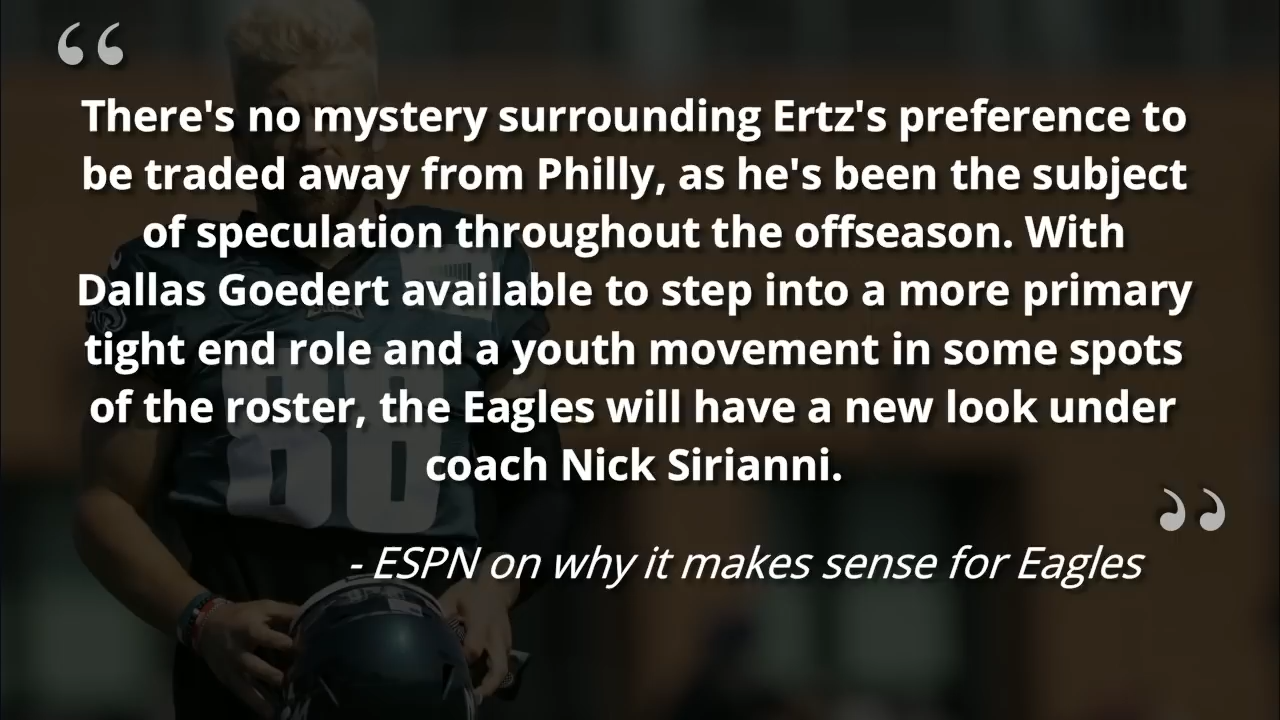 “
There's no mystery surrounding Ertz's preference to
be traded away from Philly, as he's been the subject
of speculation throughout the offseason. With
Dallas Goedert available to step into a more primary
tight end role and a youth movement in some spots
of the roster, the Eagles will have a new look under
coach Nick Sirianni.
”
- ESPN on why it makes sense for Eagles